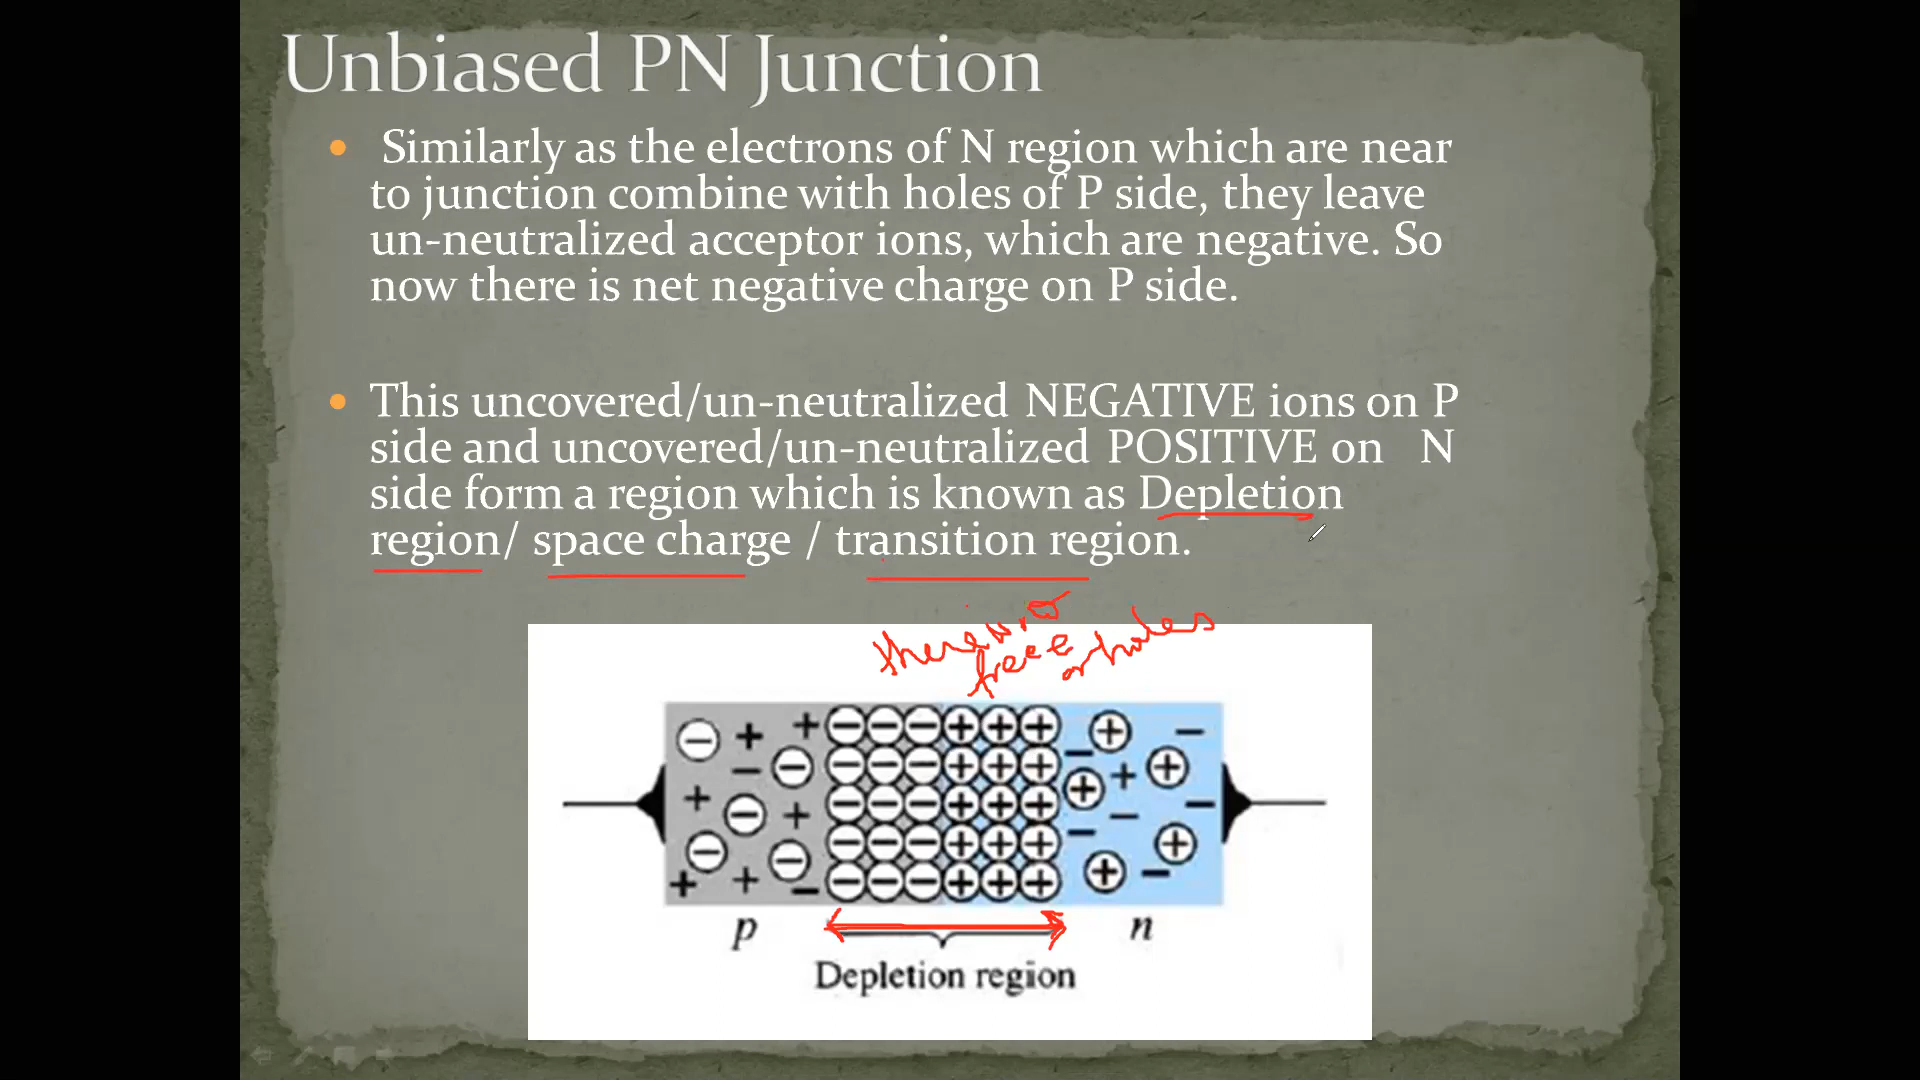 Unbiased PN Junction
• Similarly as the electrons of N region which are near
to junction combine with holes of P side, they leave
un-neutralized acceptor ions, which are negative. So
now there is net negative charge on P side.
• This uncovered/un-neutralized NEGATIVE ions on P
side and uncovered/un-neutralized POSITIVE on N
side form a region which is known as Depletion
region/ space charge / transition region.
there
free e or holes
p
n
Depletion region